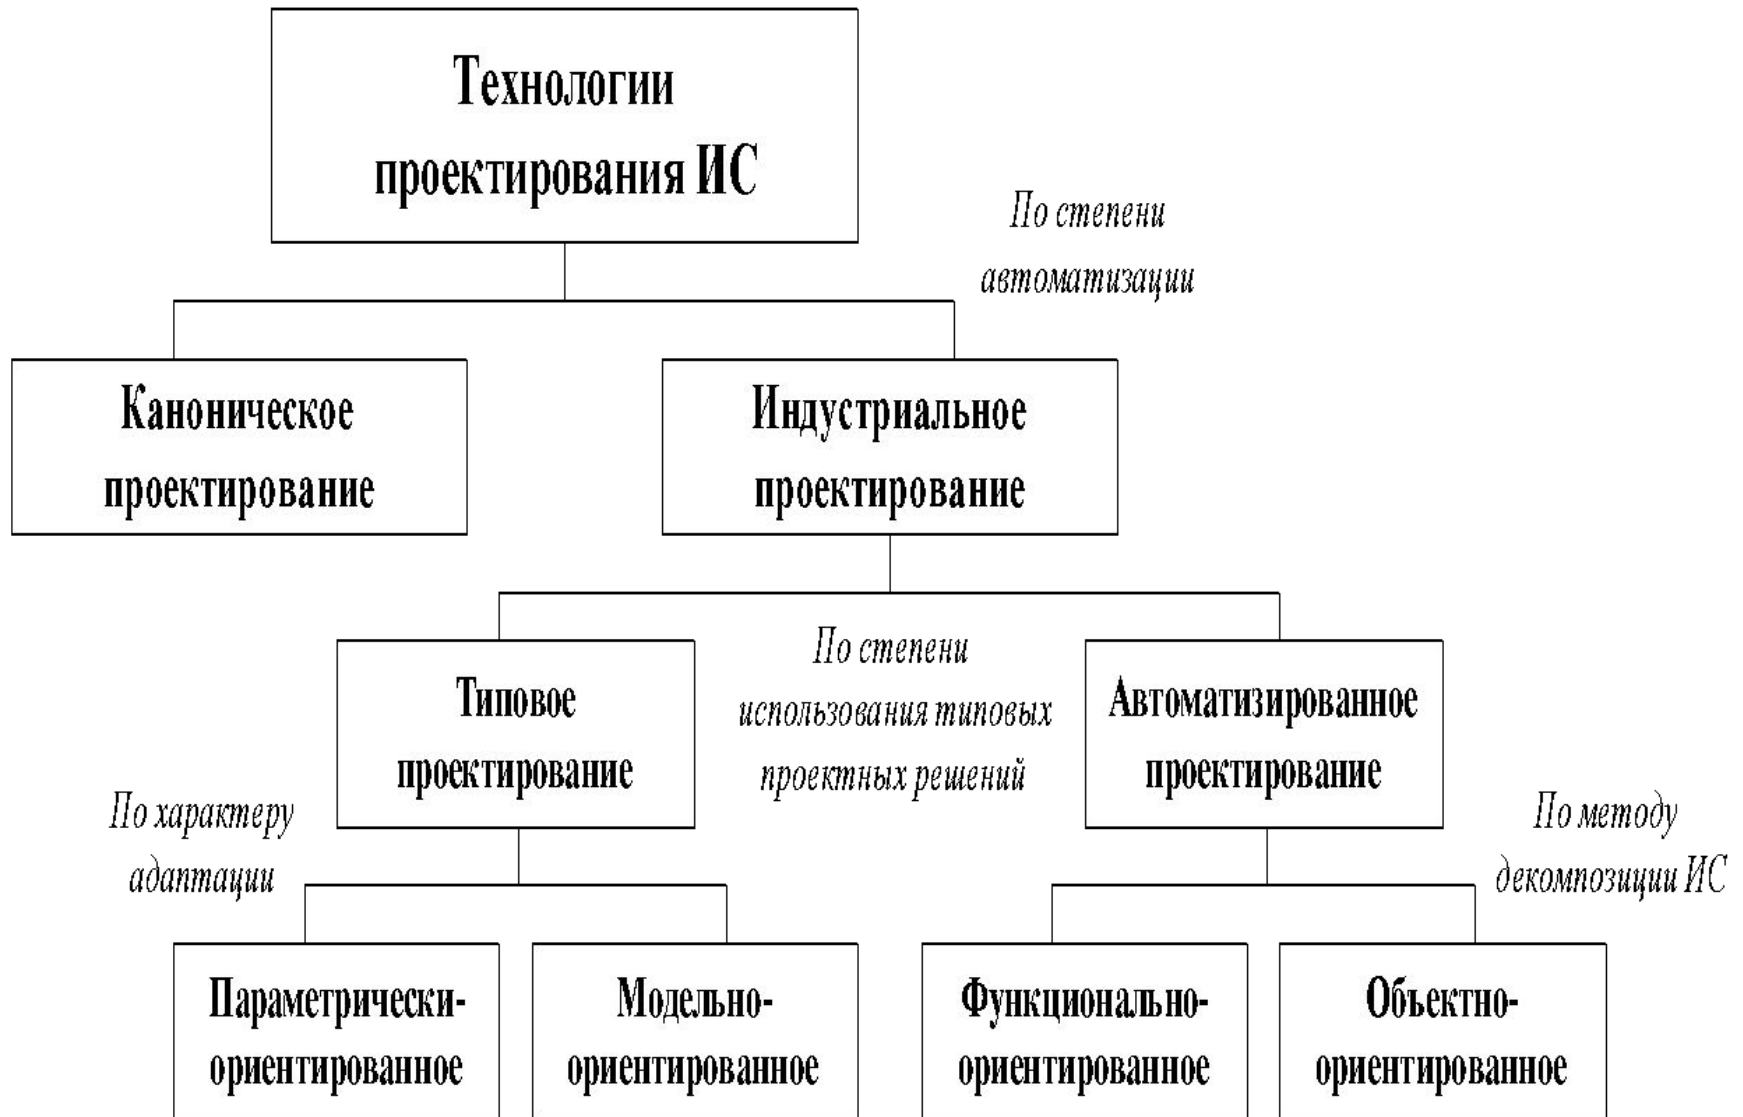 Технологии
проектирования ИС
По степени
автоматизации
Каноническое
проектирование
Индустриальное
проектирование
Типовое
проектирование
По степени
использования типовых
проектных решений
Автоматизированное
проектирование
По характеру
адаптации
По методу
декомпозиции ИС
Параметрически-
ориентированное
Модельно-
ориентированное
Функционально-
ориентированное
Объектно-
ориентированное